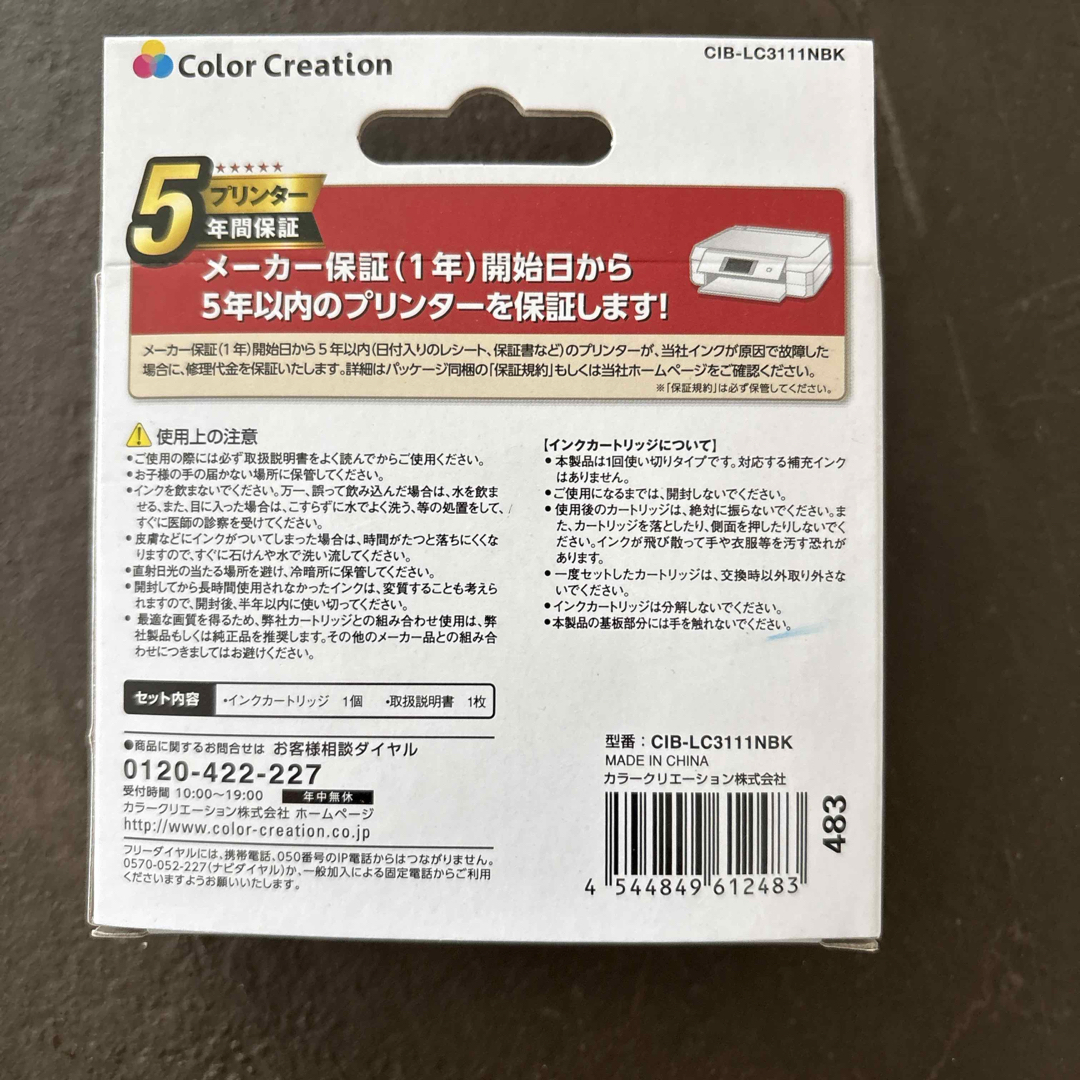 Color Creation
CIB-LC3111NBK
5
プリンター
年間保証
メーカー保証(1年)開始日から
5年以内のプリンターを保証します!
メーカー保証(1年)開始日から5年以内(日付入りのレシート、保証書など)のプリンターが、当社インクが原因で故障した
場合に、修理代金を保証いたします。詳細はパッケージ同梱の「保証規約」もしくは当社ホームページをご確認ください。
※「保証規約」は必ず保管してください。
使用上の注意
●ご使用の際には必ず取扱説明書をよく読んでからご使用ください。
●お子様の手の届かない場所に保管してください。
●インクを飲まないでください。万一、誤って飲み込んだ場合は、水を飲ま
せる、また、目に入った場合は、こすらずに水でよく洗う、等の処置をして、
すぐに医師の診察を受けてください。
●皮膚などにインクがついてしまった場合は、時間がたつと落ちにくくな
りますので、すぐに石けんや水で洗い流してください。
●直射日光の当たる場所を避け、冷暗所に保管してください。
●開封してから長時間使用されなかったインクは、変質することも考えら
れますので、開封後、半年以内に使い切ってください。
●最適な画質を得るため、弊社カートリッジとの組み合わせ使用は、弊
社製品もしくは純正品を推奨します。その他のメーカー品との組み合
わせにつきましてはお避けください。
【インクカートリッジについて】
●本製品は1回使い切りタイプです。対応する補充インク
はありません。
●ご使用になるまでは、開封しないでください。
●使用後のカートリッジは、絶対に振らないでください。ま
た、カートリッジを落としたり、側面を押したりしないでく
ださい。インクが飛び散って手や衣服等を汚す恐れが
あります。
●一度セットしたカートリッジは、交換時以外取り外さな
いでください。
●インクカートリッジは分解しないでください。
●本製品の基板部分には手を触れないでください。
セット内容 •インクカートリッジ 1個 •取扱説明書 1枚
●商品に関するお問合せは お客様相談ダイヤル
0120-422-227
受付時間 10:00〜19:00 年中無休
カラークリエーション株式会社 ホームページ
http://www.color-creation.co.jp
フリーダイヤルには、携帯電話、050番号のIP電話からはつながりません。
0570-052-227(ナビダイヤル)か、一般加入による固定電話からご利用
くださいますようお願いいたします。
型番:CIB-LC3111NBK
MADE IN CHINA
カラークリエーション株式会社
483
4 544849 612483